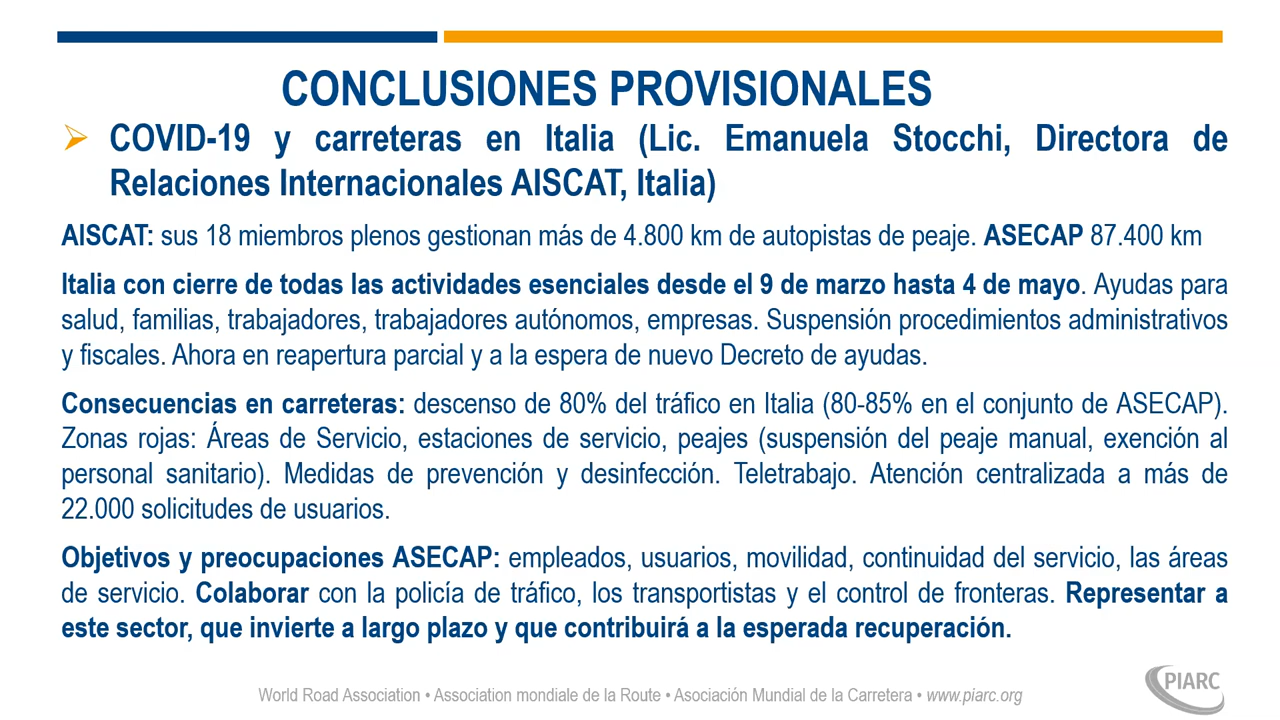 CONCLUSIONES PROVISIONALES
➢ COVID-19 y carreteras en Italia (Lic. Emanuela Stocchi, Directora de
Relaciones Internacionales AISCAT, Italia)
AISCAT: sus 18 miembros plenos gestionan más de 4.800 km de autopistas de peaje. ASECAP 87.400 km
Italia con cierre de todas las actividades esenciales desde el 9 de marzo hasta 4 de mayo. Ayudas para
salud, familias, trabajadores, trabajadores autónomos, empresas. Suspensión procedimientos administrativos
y fiscales. Ahora en reapertura parcial y a la espera de nuevo Decreto de ayudas.
Consecuencias en carreteras: descenso de 80% del tráfico en Italia (80-85% en el conjunto de ASECAP).
Zonas rojas: Áreas de Servicio, estaciones de servicio, peajes (suspensión del peaje manual, exención al
personal sanitario). Medidas de prevención y desinfección. Teletrabajo. Atención centralizada a más de
22.000 solicitudes de usuarios.
Objetivos y preocupaciones ASECAP: empleados, usuarios, movilidad, continuidad del servicio, las áreas
de servicio. Colaborar con la policía de tráfico, los transportistas y el control de fronteras. Representar a
este sector, que invierte a largo plazo y que contribuirá a la esperada recuperación.
World Road Association • Association mondiale de la Route • Asociación Mundial de la Carretera • www.piarc.org
PIARC